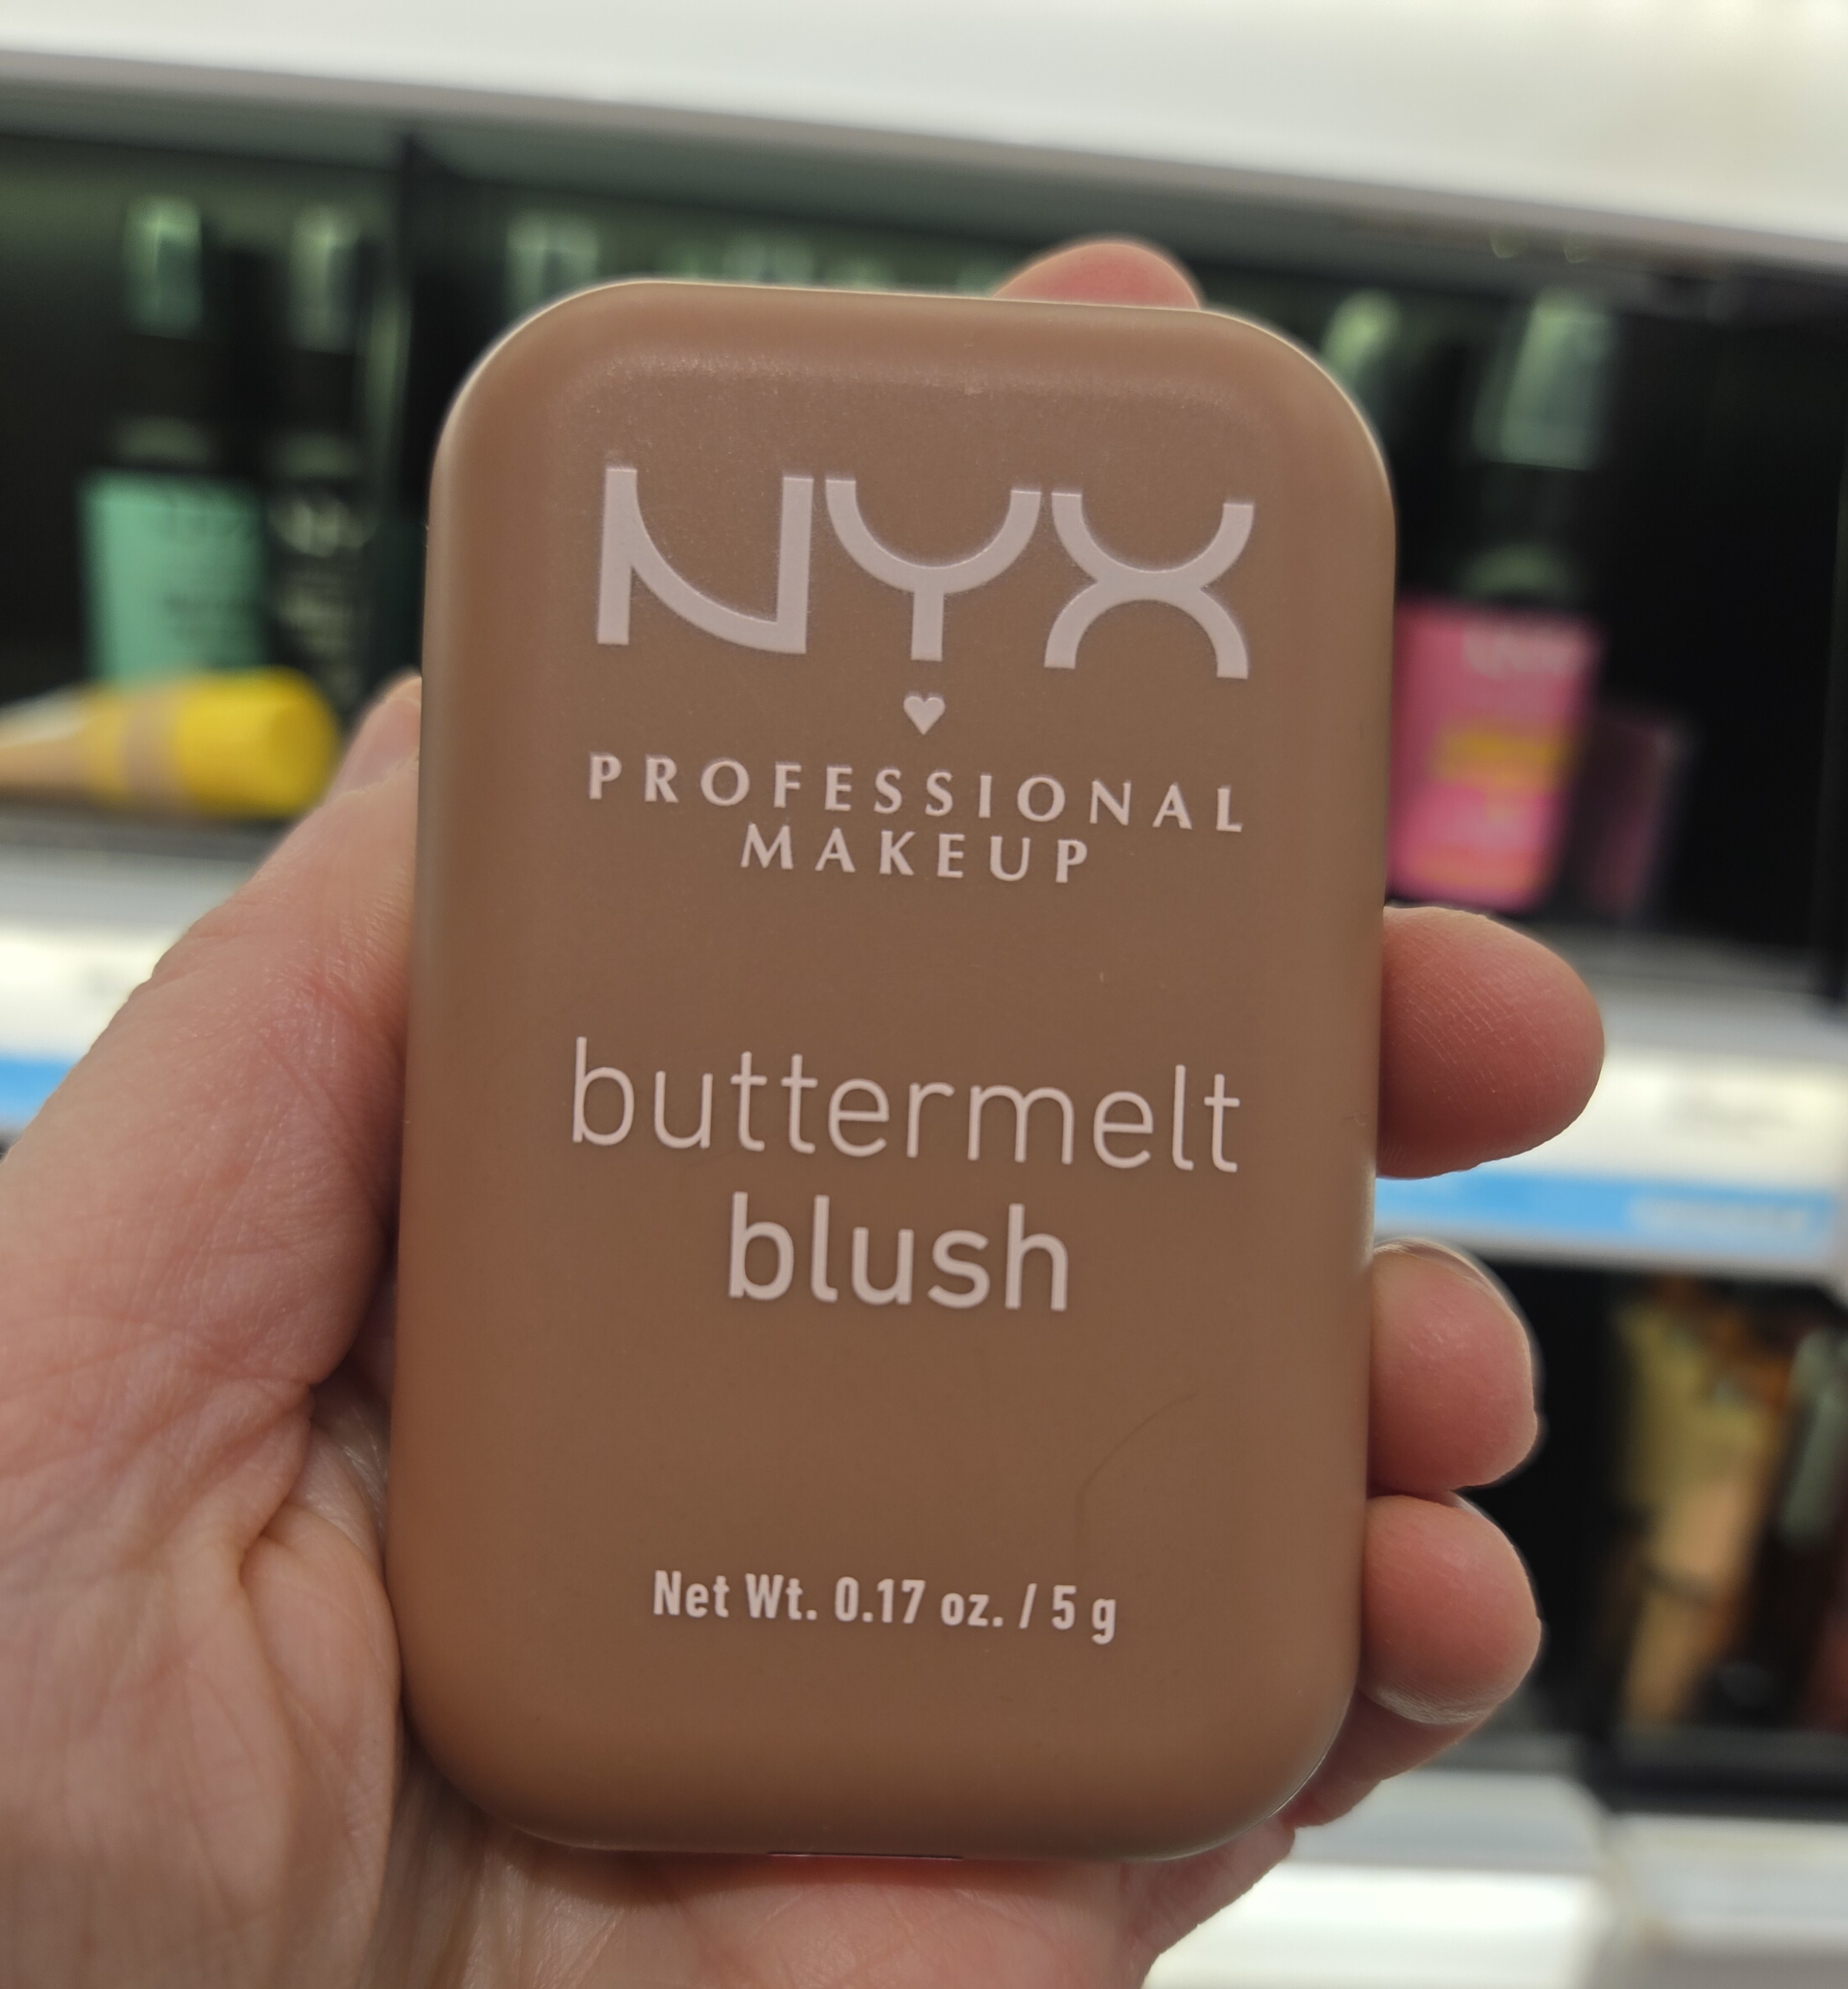 NYX
PROFESSIONAL
MAKEUP
buttermelt
blush
Net Wt. 0.17 oz. / 5 g